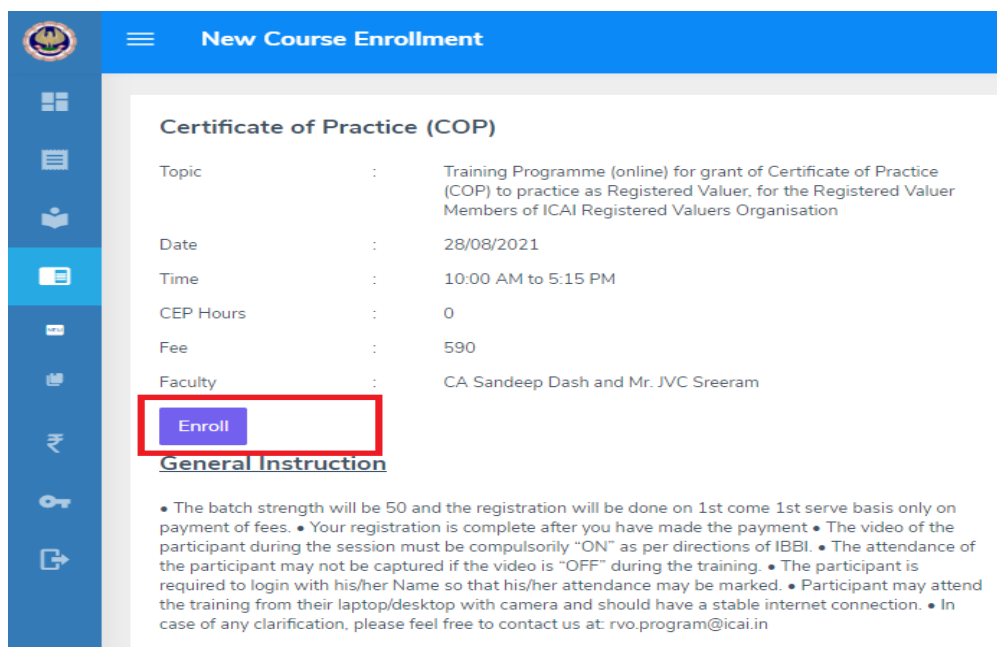 New Course Enrollment
Certificate of Practice (COP)
Topic : Training Programme (online) for grant of Certificate of Practice
(COP) to practice as Registered Valuer, for the Registered Valuer
Members of ICAI Registered Valuers Organisation
Date : 28/08/2021
Time : 10:00 AM to 5:15 PM
CEP Hours : 0
Fee : 590
Faculty : CA Sandeep Dash and Mr. JVC Sreeram
Enroll
General Instruction
• The batch strength will be 50 and the registration will be done on 1st come 1st serve basis only on
payment of fees. • Your registration is complete after you have made the payment • The video of the
participant during the session must be compulsorily “ON” as per directions of IBBI. • The attendance of
the participant may not be captured if the video is “OFF” during the training. • The participant is
required to login with his/her Name so that his/her attendance may be marked. • Participant may attend
the training from their laptop/desktop with camera and should have a stable internet connection. • In
case of any clarification, please feel free to contact us at: rvo.program@icai.in